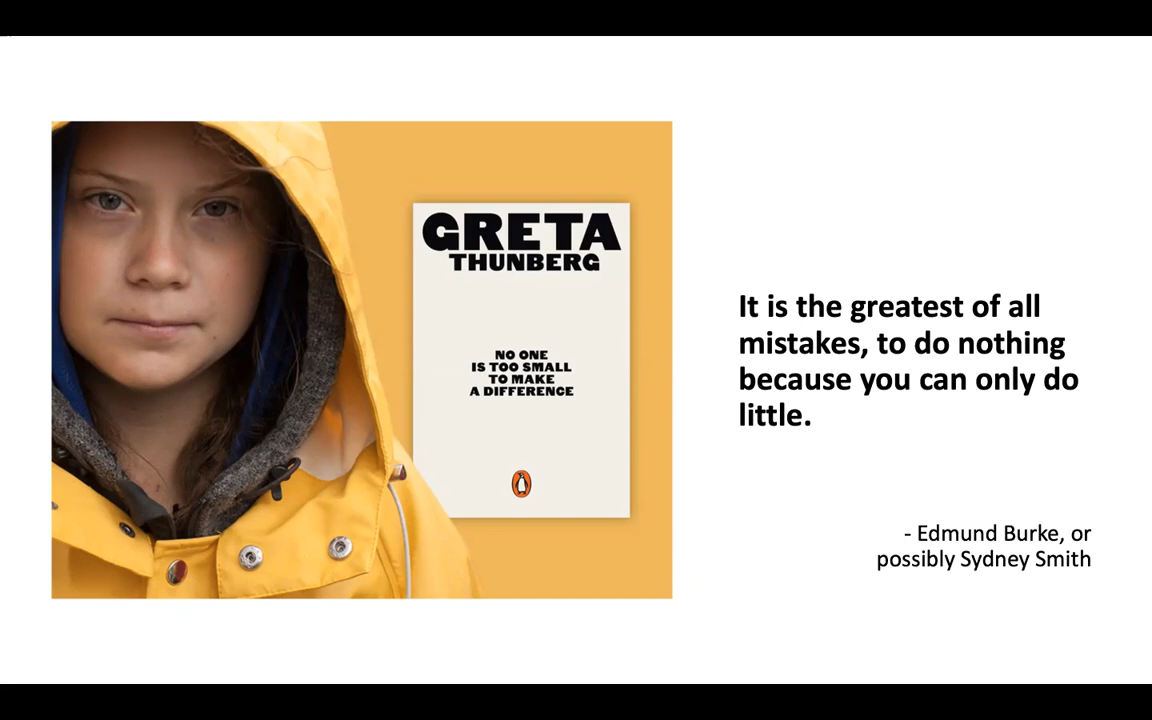 GRETA
THUNBERG
NO ONE
IS TOO SMALL
TO MAKE
A DIFFERENCE
It is the greatest of all
mistakes, to do nothing
because you can only do
little.
- Edmund Burke, or
possibly Sydney Smith